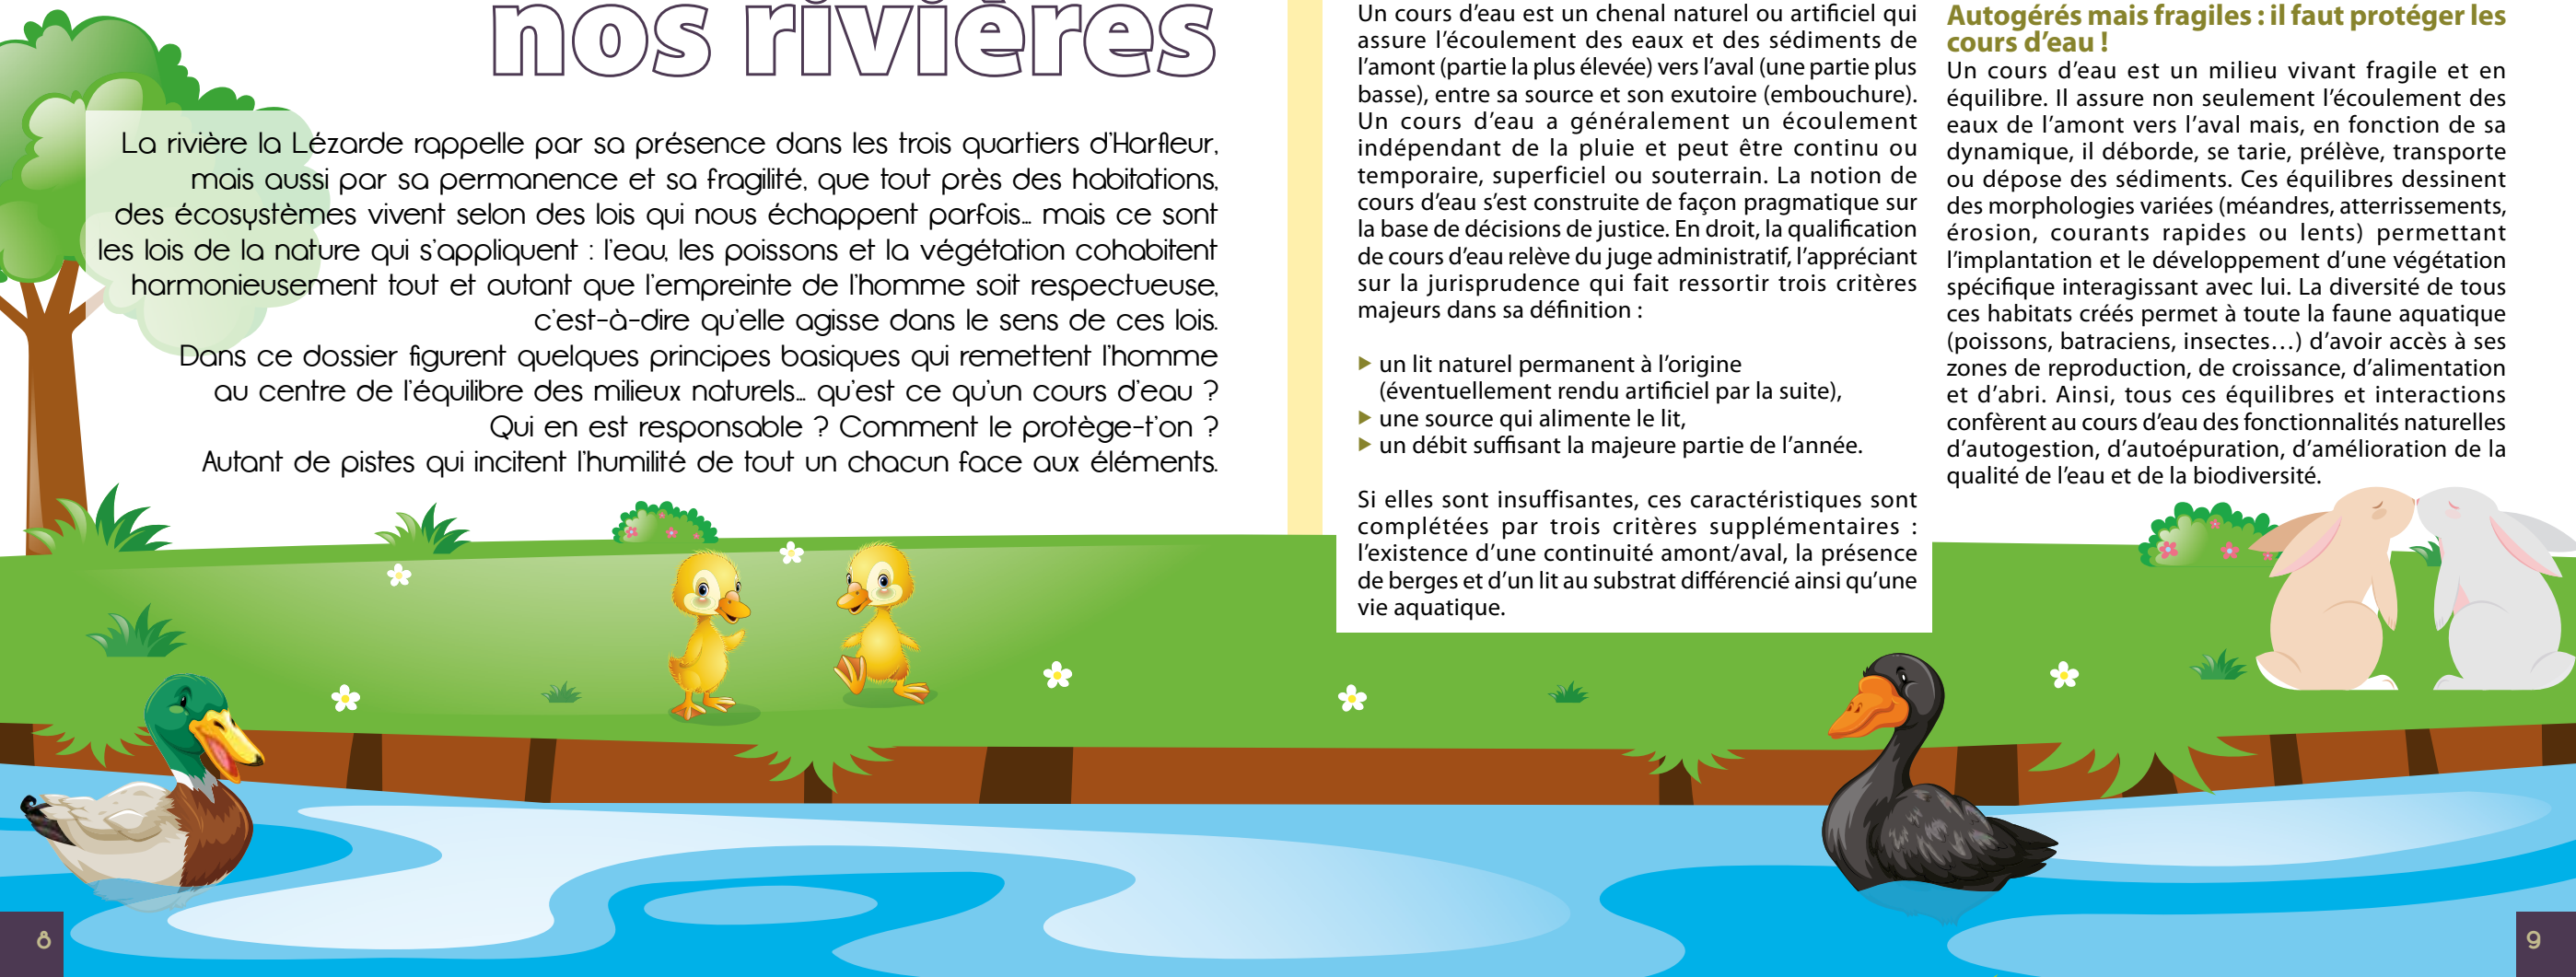 nos rivières
La rivière la Lézarde rappelle par sa présence dans les trois quartiers d'Harfleur,
mais aussi par sa permanence et sa fragilité, que tout près des habitations,
des écosystèmes vivent selon des lois qui nous échappent parfois... mais ce sont
les lois de la nature qui s'appliquent : l'eau, les poissons et la végétation cohabitent
harmonieusement tout et autant que l'empreinte de l'homme soit respectueuse,
c'est-à-dire qu'elle agisse dans le sens de ces lois.
Dans ce dossier figurent quelques principes basiques qui remettent l'homme
au centre de l'équilibre des milieux naturels... qu'est ce qu'un cours d'eau ?
Qui en est responsable ? Comment le protège-t'on ?
Autant de pistes qui incitent l'humilité de tout un chacun face aux éléments.
8
Un cours d’eau est un chenal naturel ou artificiel qui
assure l’écoulement des eaux et des sédiments de
l’amont (partie la plus élevée) vers l’aval (une partie plus
basse), entre sa source et son exutoire (embouchure).
Un cours d’eau a généralement un écoulement
indépendant de la pluie et peut être continu ou
temporaire, superficiel ou souterrain. La notion de
cours d’eau s’est construite de façon pragmatique sur
la base de décisions de justice. En droit, la qualification
de cours d’eau relève du juge administratif, l’appréciant
sur la jurisprudence qui fait ressortir trois critères
majeurs dans sa définition :
▶ un lit naturel permanent à l’origine
(éventuellement rendu artificiel par la suite),
▶ une source qui alimente le lit,
▶ un débit suffisant la majeure partie de l’année.
Si elles sont insuffisantes, ces caractéristiques sont
complétées par trois critères supplémentaires :
l’existence d’une continuité amont/aval, la présence
de berges et d’un lit au substrat différencié ainsi qu’une
vie aquatique.
Autogérés mais fragiles : il faut protéger les
cours d’eau !
Un cours d’eau est un milieu vivant fragile et en
équilibre. Il assure non seulement l’écoulement des
eaux de l’amont vers l’aval mais, en fonction de sa
dynamique, il déborde, se tarie, prélève, transporte
ou dépose des sédiments. Ces équilibres dessinent
des morphologies variées (méandres, atterrissements,
érosion, courants rapides ou lents) permettant
l’implantation et le développement d’une végétation
spécifique interagissant avec lui. La diversité de tous
ces habitats créés permet à toute la faune aquatique
(poissons, batraciens, insectes…) d’avoir accès à ses
zones de reproduction, de croissance, d’alimentation
et d’abri. Ainsi, tous ces équilibres et interactions
confèrent au cours d’eau des fonctionnalités naturelles
d’autogestion, d’autoépuration, d’amélioration de la
qualité de l’eau et de la biodiversité.
9